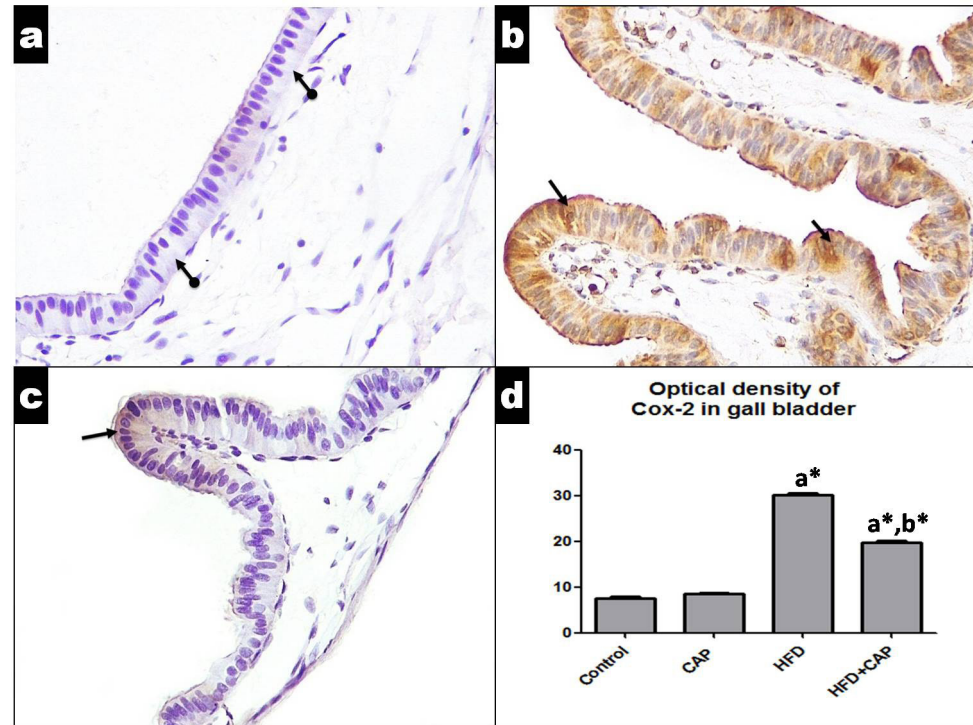 a
b
c
d
Optical density of
Cox-2 in gall bladder
40
30
20
10
0
a*
a*,b*
Control
CAP
HFD
HFD+CAP